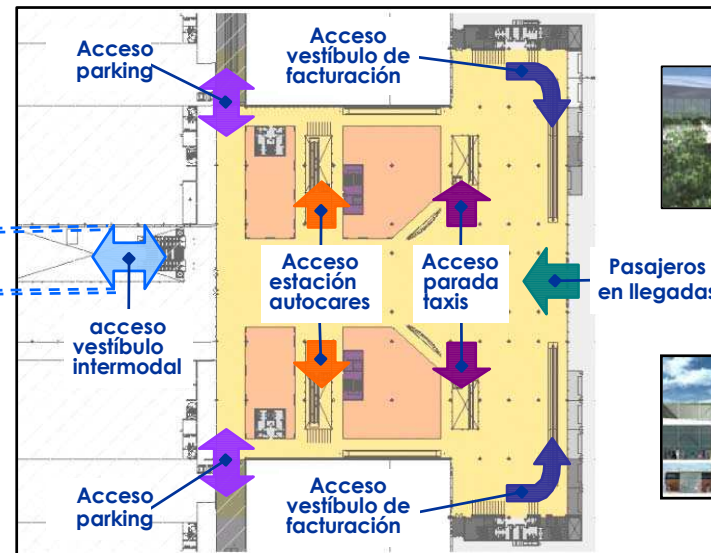 Acceso
parking
Acceso
vestíbulo de
facturación
Acceso
estación
autocares
Acceso
parada
taxis
Pasajeros
en llegadas
acceso
vestíbulo
intermodal
Acceso
parking
Acceso
vestíbulo de
facturación